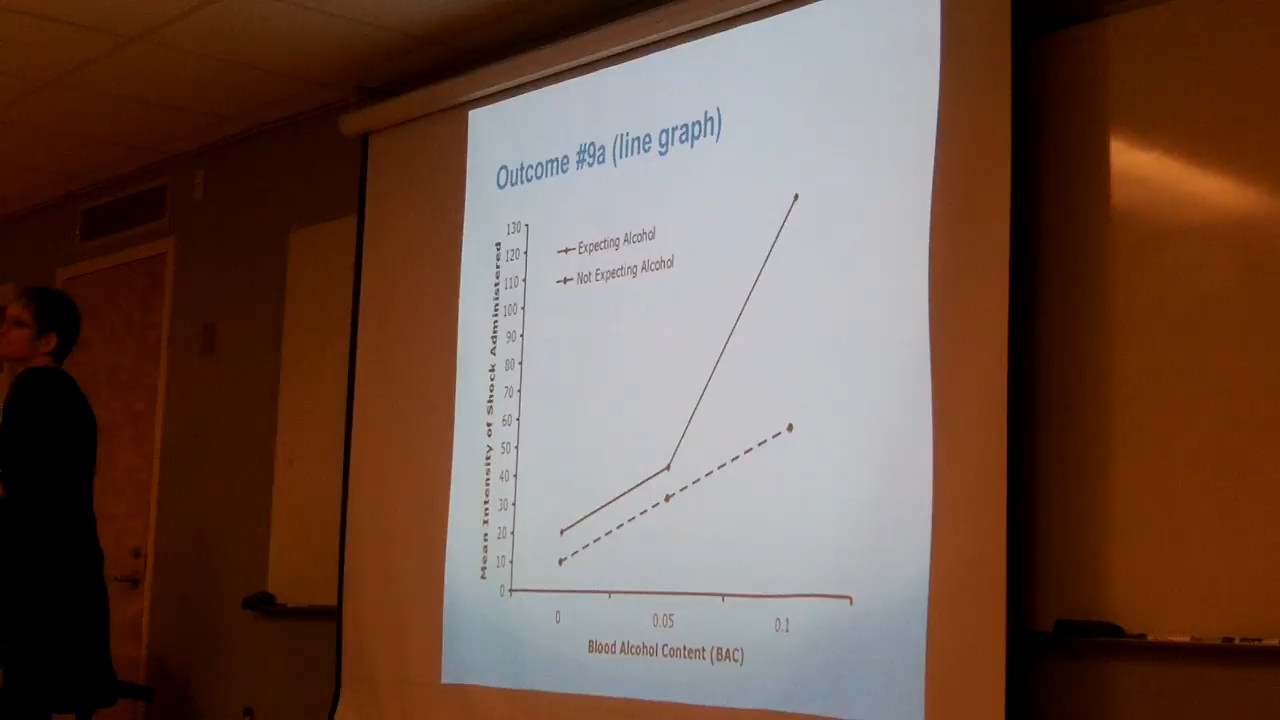 Outcome #9a (line graph)
Expecting Alcohol
Not Expecting Alcohol
Mean Intensity of Shock Administered
130
120
110
100
90
80
70
60
50
40
30
20
10
0
0 0.05 0.1
Blood Alcohol Content (BAC)